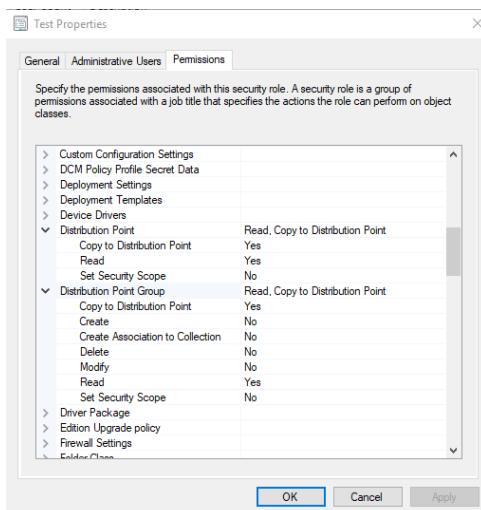 Test Properties
General Administrative Users Permissions
Specify the permissions associated with this security role. A security role is a group of
permissions associated with a job title that specifies the actions the role can perform on object
classes.
Custom Configuration Settings
DCM Policy Profile Secret Data
Deployment Settings
Deployment Templates
Device Drivers
Distribution Point Read, Copy to Distribution Point
Copy to Distribution Point Yes
Read Yes
Set Security Scope No
Distribution Point Group Read, Copy to Distribution Point
Copy to Distribution Point Yes
Create No
Create Association to Collection No
Delete No
Modify No
Read Yes
Set Security Scope No
Driver Package
Edition Upgrade policy
Firewall Settings
Folder Class
OK Cancel Apply